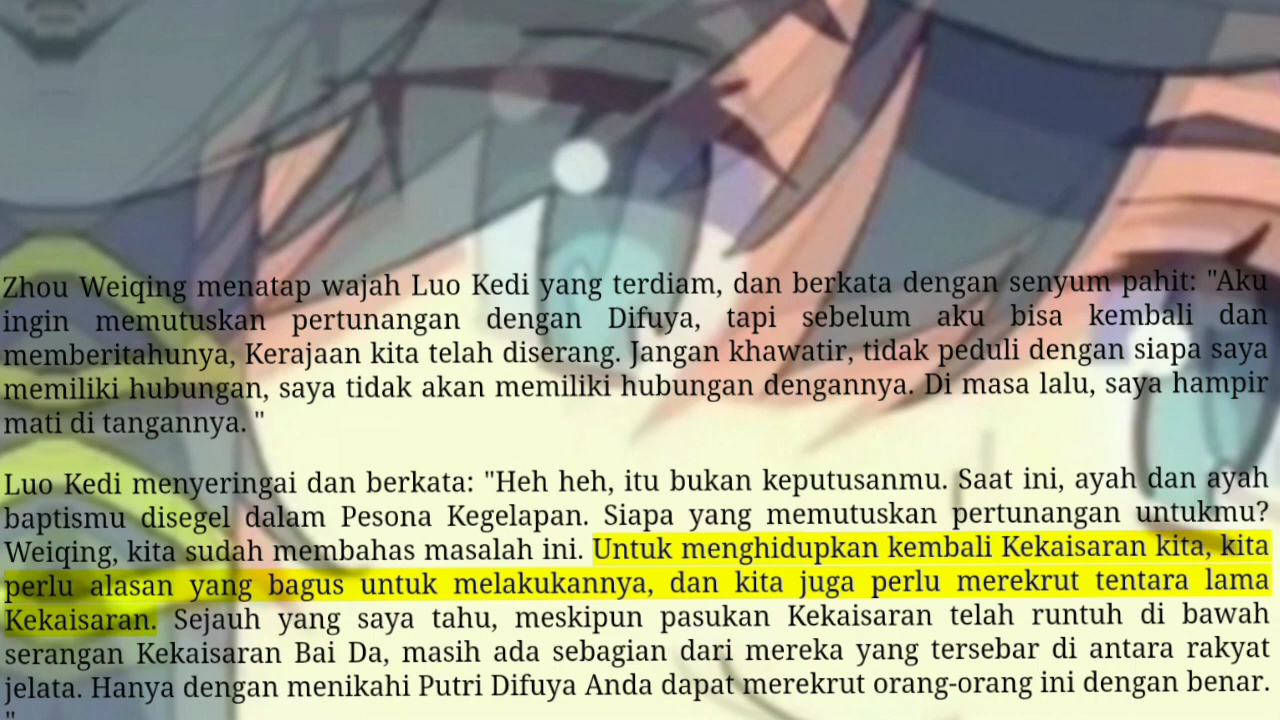 Zhou Weiqing menatap wajah Luo Kedi yang terdiam, dan berkata dengan senyum pahit: "Aku
ingin memutuskan pertunangan dengan Difuya, tapi sebelum aku bisa kembali dan
memberitahunya, Kerajaan kita telah diserang. Jangan khawatir, tidak peduli dengan siapa saya
memiliki hubungan, saya tidak akan memiliki hubungan dengannya. Di masa lalu, saya hampir
mati di tangannya. "
Luo Kedi menyeringai dan berkata: "Heh heh, itu bukan keputusanmu. Saat ini, ayah dan ayah
baptismu disegel dalam Pesona Kegelapan. Siapa yang memutuskan pertunangan untukmu?
Weiqing, kita sudah membahas masalah ini. Untuk menghidupkan kembali Kekaisaran kita, kita
perlu alasan yang bagus untuk melakukannya, dan kita juga perlu merekrut tentara lama
Kekaisaran. Sejauh yang saya tahu, meskipun pasukan Kekaisaran telah runtuh di bawah
serangan Kekaisaran Bai Da, masih ada sebagian dari mereka yang tersebar di antara rakyat
jelata. Hanya dengan menikahi Putri Difuya Anda dapat merekrut orang-orang ini dengan benar.
"